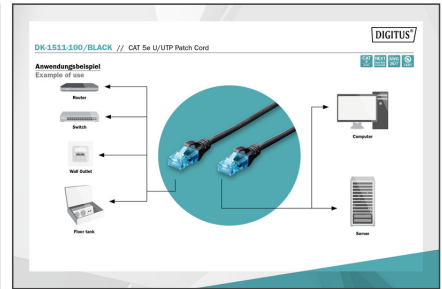 DIGITUS®
DK-1511-100/BLACK // CAT 5e U/UTP Patch Cord
Anwendungsbeispiel
Example of use
Router
Switch
Wall Outlet
Floor tank
Computer
Server